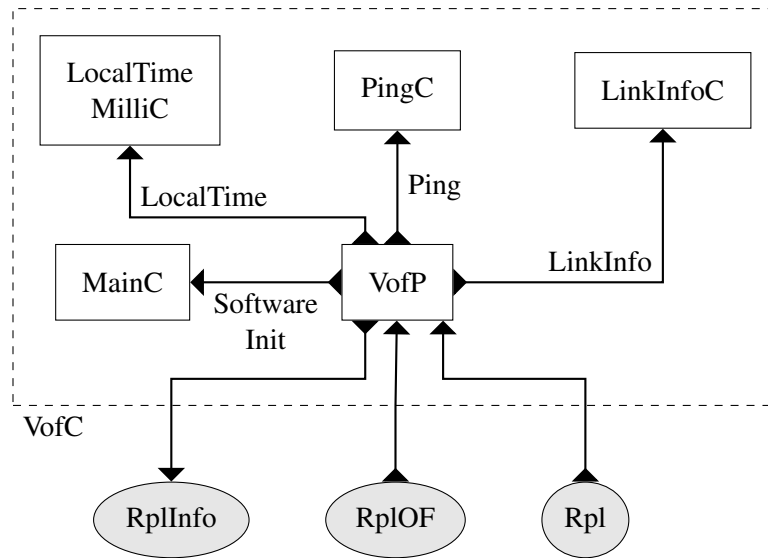 LocalTime
MilliC
PingC
LinkInfoC
LocalTime
Ping
MainC
VofP
LinkInfo
Software
Init
VofC
RplInfo
RplOF
Rpl